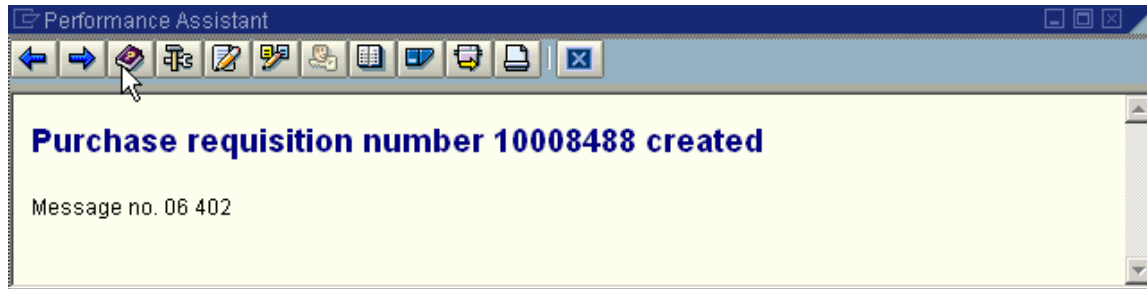 Performance Assistant
Purchase requisition number 10008488 created
Message no. 06 402